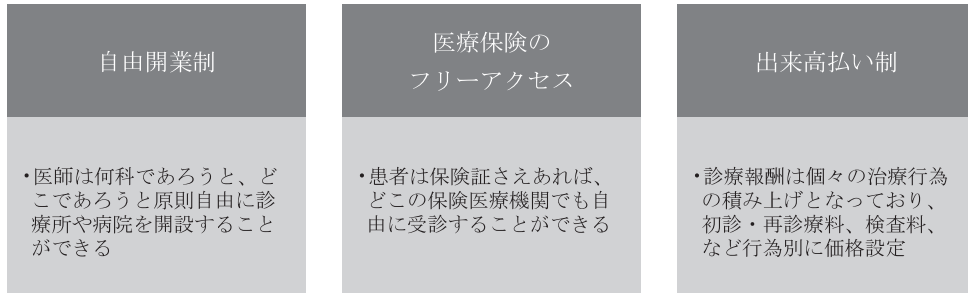 自由開業制
・医師は何科であろうと、ど
こであろうと原則自由に診
療所や病院を開設すること
ができる
医療保険の
フリーアクセス
・患者は保険証さえあれば、
どこの保険医療機関でも自
由に受診することができる
出来高払い制
・診療報酬は個々の治療行為
の積み上げとなっており、
初診・再診療料、検査料、
など行為別に価格設定